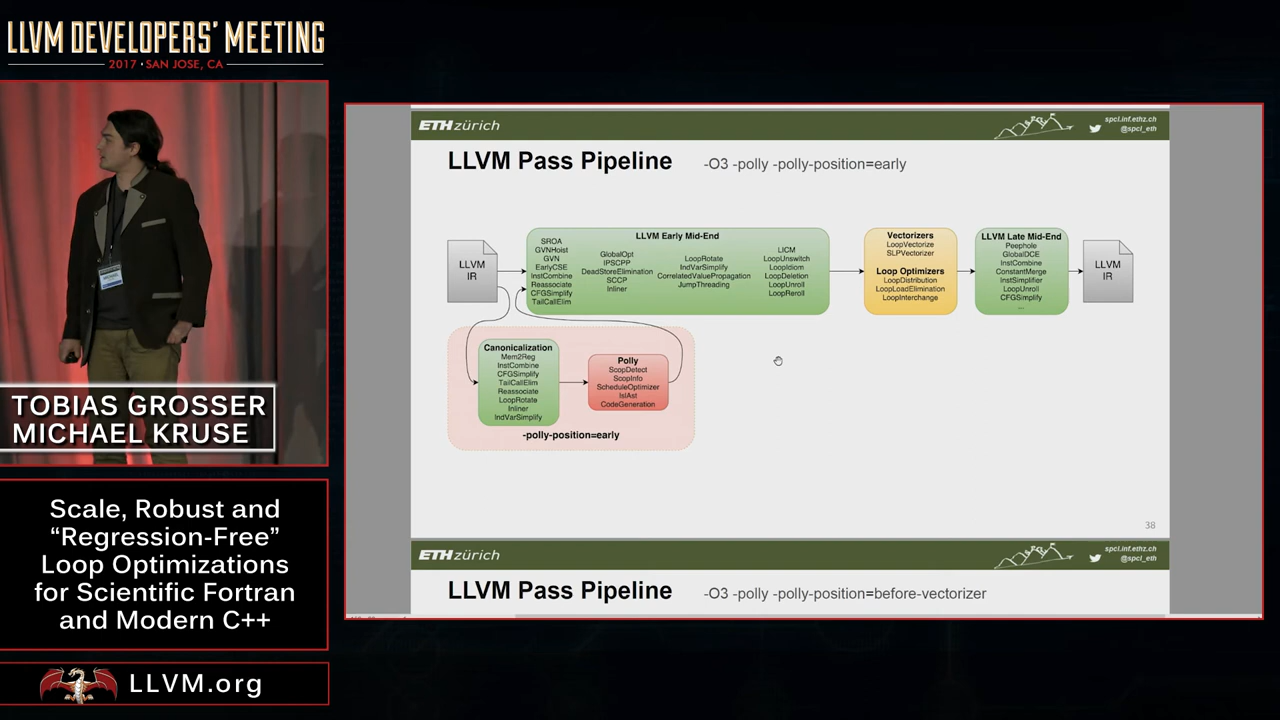 LLVM DEVELOPERS' MEETING
2017 · SAN JOSE, CA
TOBIAS GROSSER
MICHAEL KRUSE
Scale, Robust and
“Regression-Free”
Loop Optimizations
for Scientific Fortran
and Modern C++
LLVM.org
ETH zürich
spcl.inf.ethz.ch
@spcl_eth
LLVM Pass Pipeline -O3 -polly -polly-position=early
LLVM
IR
LLVM Early Mid-End
SROA
GVNHoist
GVN
EarlyCSE
InstCombine
Reassociate
CFGSimplify
TailCallElim
GlobalOpt
IPSCPP
DeadStoreElimination
SCCP
Inliner
LoopRotate
IndVarSimplify
CorrelatedValuePropagation
JumpThreading
LICM
LoopUnswitch
LoopIdiom
LoopDeletion
LoopUnroll
LoopReroll
Vectorizers
LoopVectorize
SLPVectorizer
Loop Optimizers
LoopDistribution
LoopLoadElimination
LoopInterchange
LLVM Late Mid-End
Peephole
GlobalDCE
InstCombine
ConstantMerge
InstSimplifier
LoopUnroll
CFGSimplify
...
LLVM
IR
Canonicalization
Mem2Reg
InstCombine
CFGSimplify
TailCallElim
Reassociate
LoopRotate
Inliner
IndVarSimplify
Polly
ScopDetect
ScopInfo
ScheduleOptimizer
IslAst
CodeGeneration
-polly-position=early
38
ETH zürich
spcl.inf.ethz.ch
@spcl_eth
LLVM Pass Pipeline -O3 -polly -polly-position=before-vectorizer